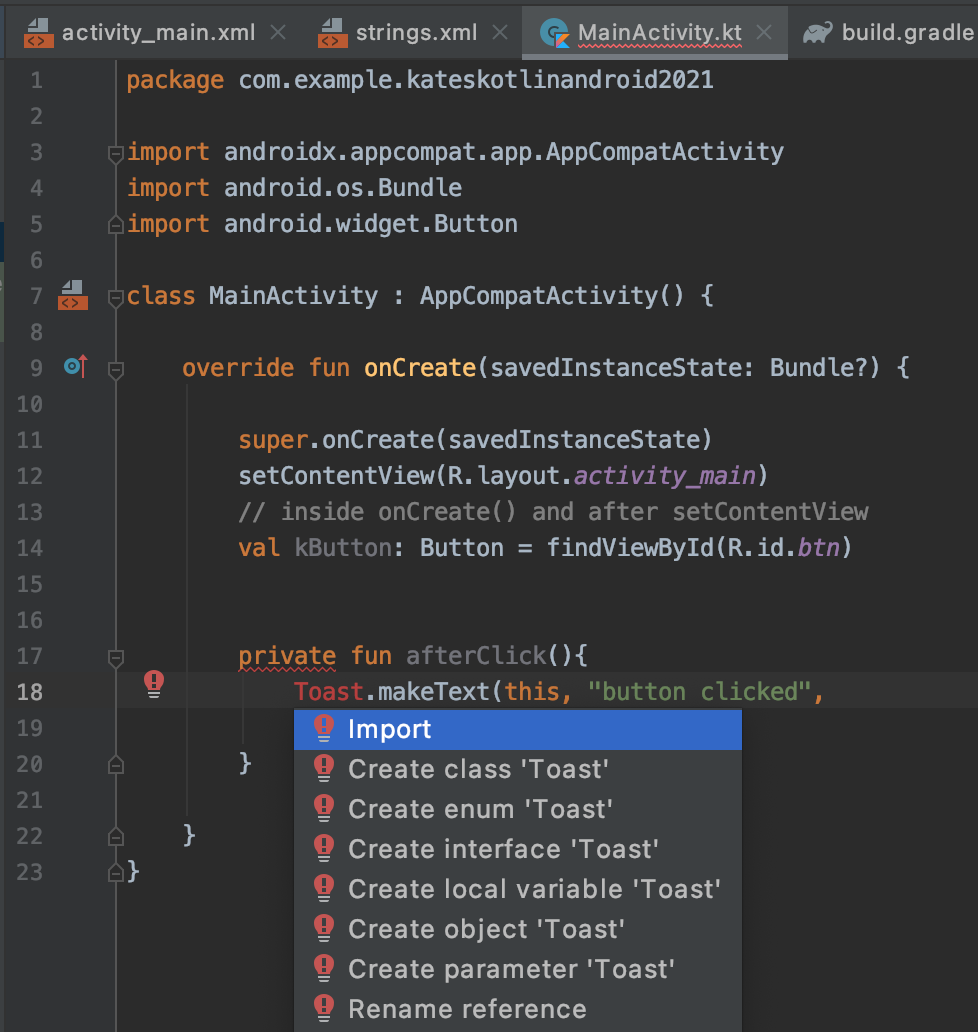 activity_main.xml strings.xml MainActivity.kt build.gradle
1 package com.example.kateskotlinandroid2021
2
3 import androidx.appcompat.app.AppCompatActivity
4 import android.os.Bundle
5 import android.widget.Button
6
7 class MainActivity : AppCompatActivity() {
8
9 override fun onCreate(savedInstanceState: Bundle?) {
10
11 super.onCreate(savedInstanceState)
12 setContentView(R.layout.activity_main)
13 // inside onCreate() and after setContentView
14 val kButton: Button = findViewById(R.id.btn)
15
16
17 private fun afterClick(){
18 Toast.makeText(this, "button clicked",
19 Import
Create class 'Toast'
20 }
Create enum 'Toast'
21
22 }
Create interface 'Toast'
23 }
Create local variable 'Toast'
Create object 'Toast'
Create parameter 'Toast'
Rename reference